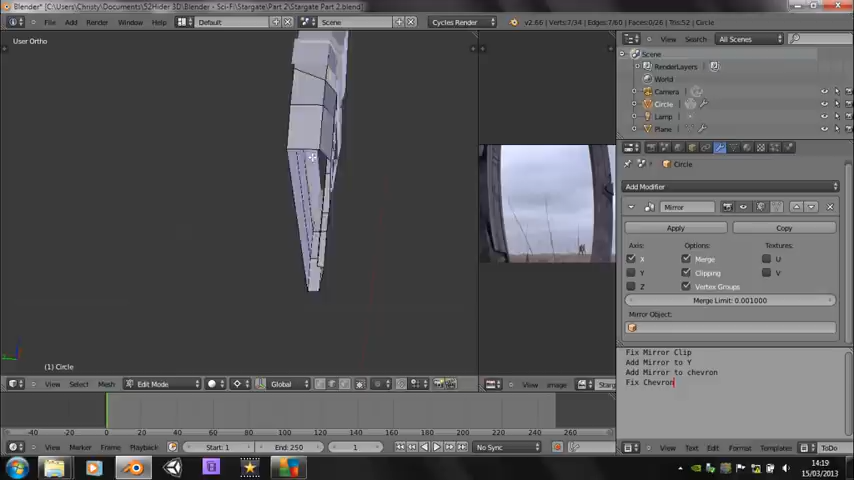 Blender* [C:\Users\Christy\Documents\52Hider 3D\Blender - Sci-Fi\Stargate\Part 2\Stargate Part 2.blend]
File Add Render Window Help Default Scene Cycles Render v2.66 | Verts:7/34 | Edges:7/60 | Faces:0/26 | Tris:52 | Circle
User Ortho
View Search All Scenes
Scene
RenderLayers
World
Camera
Circle
Lamp
Plane
Circle
Add Modifier
Mirror
Apply Copy
Axis: Options: Textures:
X Merge U
Y Clipping V
Z Vertex Groups
Merge Limit: 0.001000
Mirror Object:
Fix Mirror Clip
Add Mirror to Y
Add Mirror to chevron
Fix Chevron
(1) Circle
View Select Mesh Edit Mode Global View Image Starg
-40 -20 0 20 40 60 80 100 120 140 160 180 200 220 240 260
View Marker Frame Playback Start: 1 End: 250 1 No Sync View Text Edit Format Templates ToDo
14:19
15/03/2013